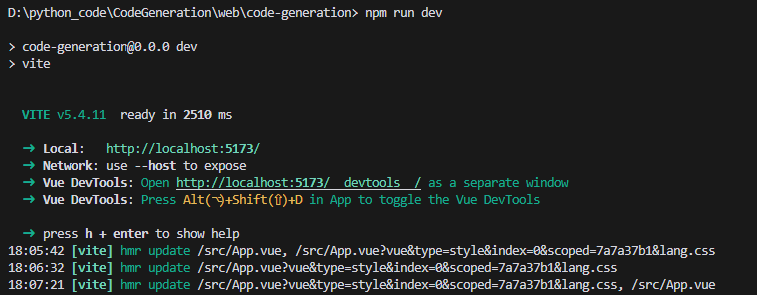 D:\python_code\CodeGeneration\web\code-generation> npm run dev
> code-generation@0.0.0 dev
> vite
VITE v5.4.11 ready in 2510 ms
➜ Local: http://localhost:5173/
➜ Network: use --host to expose
➜ Vue DevTools: Open http://localhost:5173/__devtools__/ as a separate window
➜ Vue DevTools: Press Alt(⌥)+Shift(⇧)+D in App to toggle the Vue DevTools
➜ press h + enter to show help
18:05:42 [vite] hmr update /src/App.vue, /src/App.vue?vue&type=style&index=0&scoped=7a7a37b1&lang.css
18:06:32 [vite] hmr update /src/App.vue?vue&type=style&index=0&scoped=7a7a37b1&lang.css
18:07:21 [vite] hmr update /src/App.vue?vue&type=style&index=0&scoped=7a7a37b1&lang.css, /src/App.vue